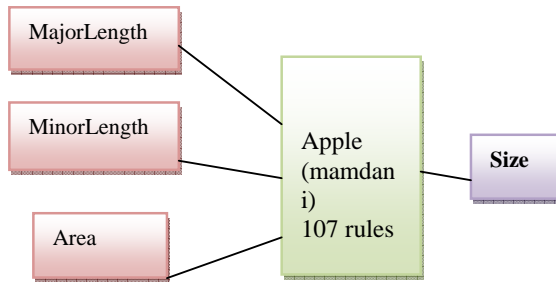 MajorLength
MinorLength
Area
Apple
(mamdan
i)
107 rules
Size